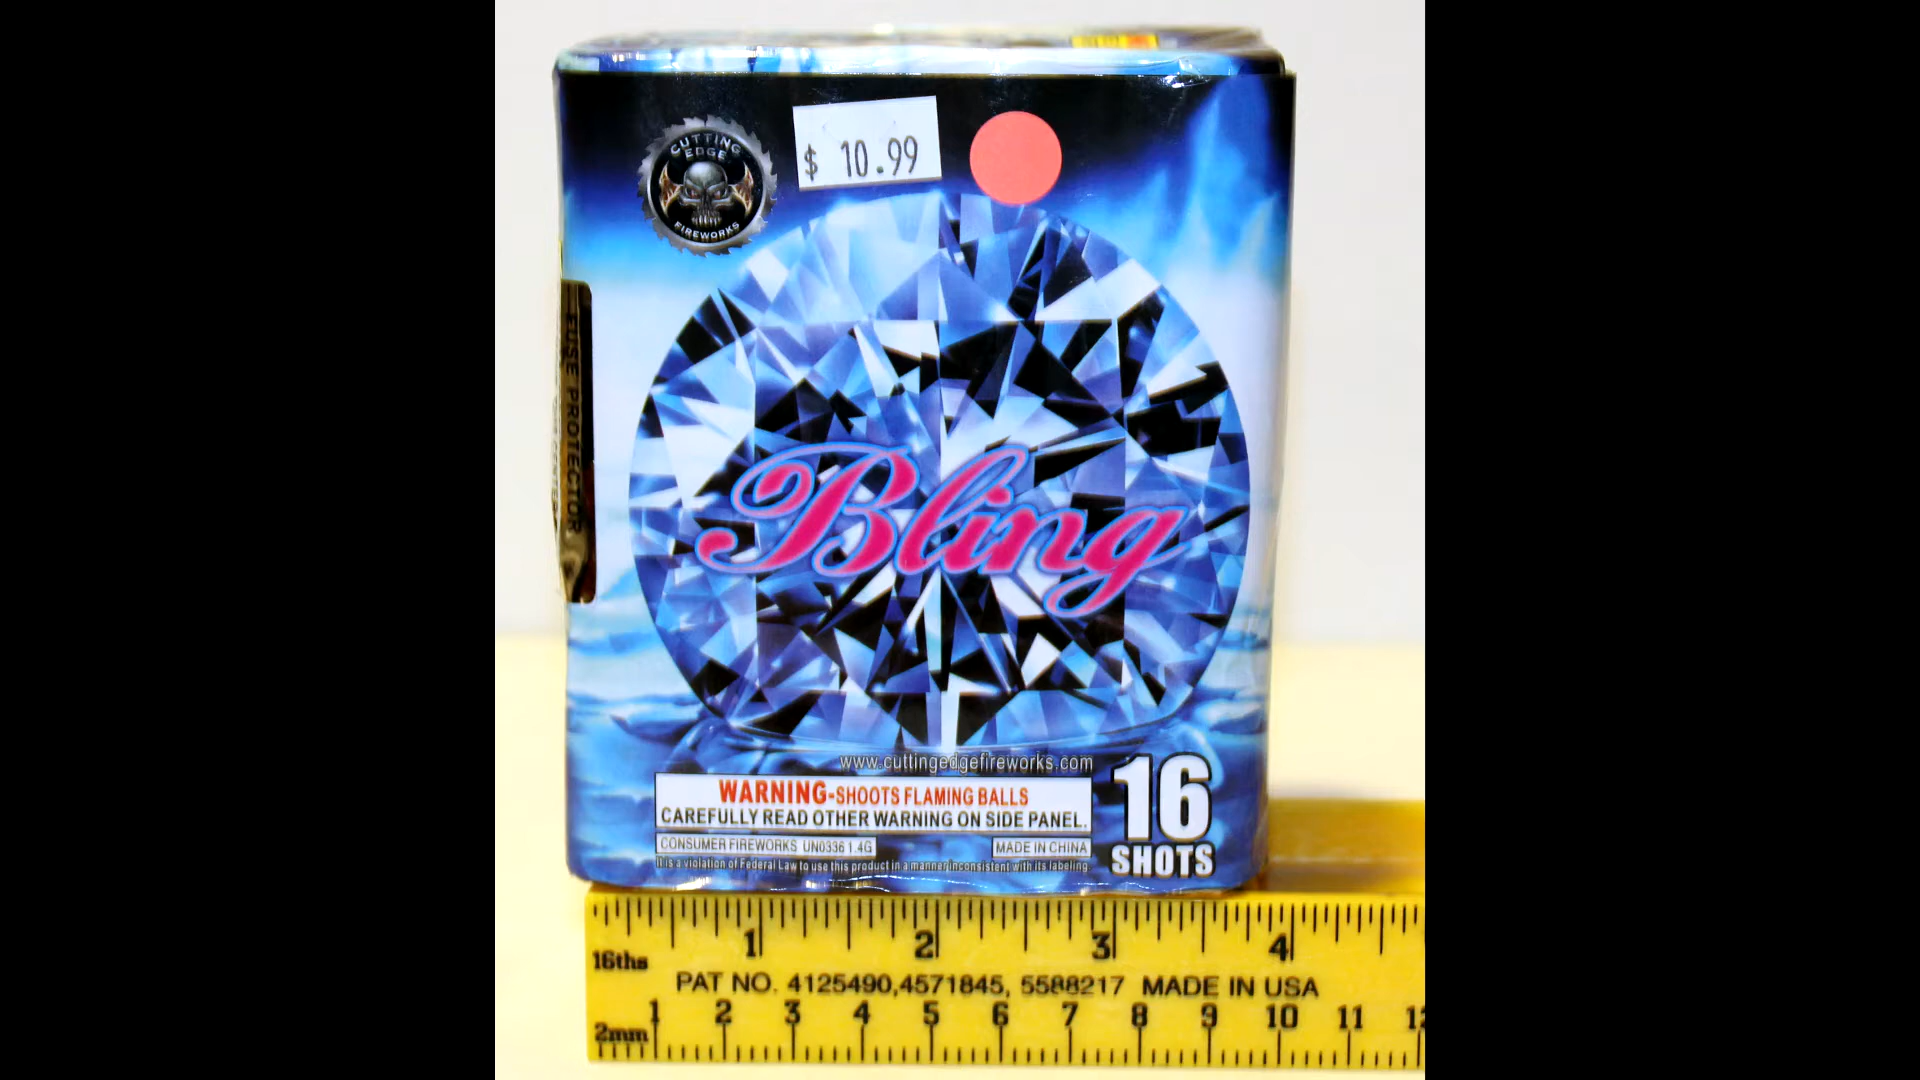 CUTTING
EDGE
FIREWORKS
$ 10.99
FUSE PROTECTOR
Bling
www.cuttingedgefireworks.com
WARNING-SHOOTS FLAMING BALLS
CAREFULLY READ OTHER WARNING ON SIDE PANEL.
CONSUMER FIREWORKS UN0336 1.4G
MADE IN CHINA
It is a violation of Federal Law to use this product in a manner inconsistent with its labeling
16
SHOTS
1 2 3 4
16ths
PAT NO. 4125490,4571845, 5588217 MADE IN USA
1 2 3 4 5 6 7 8 9 10 11
2mm